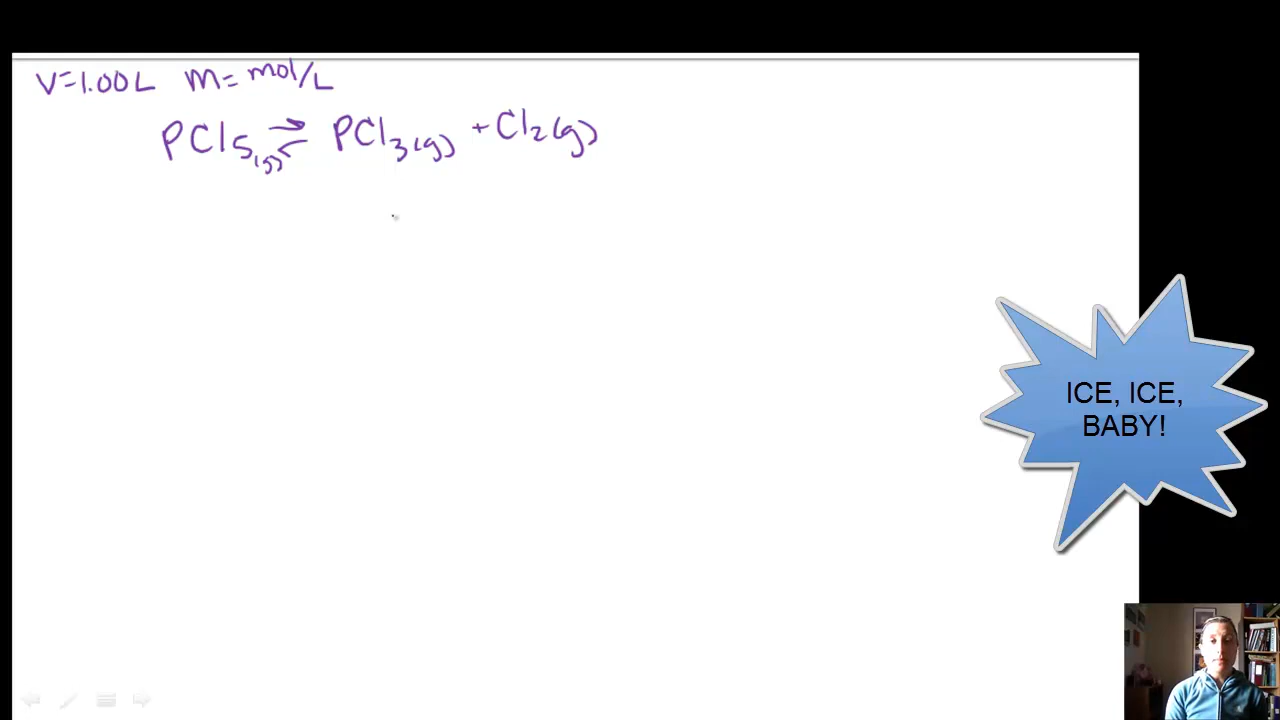 V=1.00L M= mol/L
PCl5(g) ⇌ PCl3(g) + Cl2(g)
ICE, ICE,
BABY!